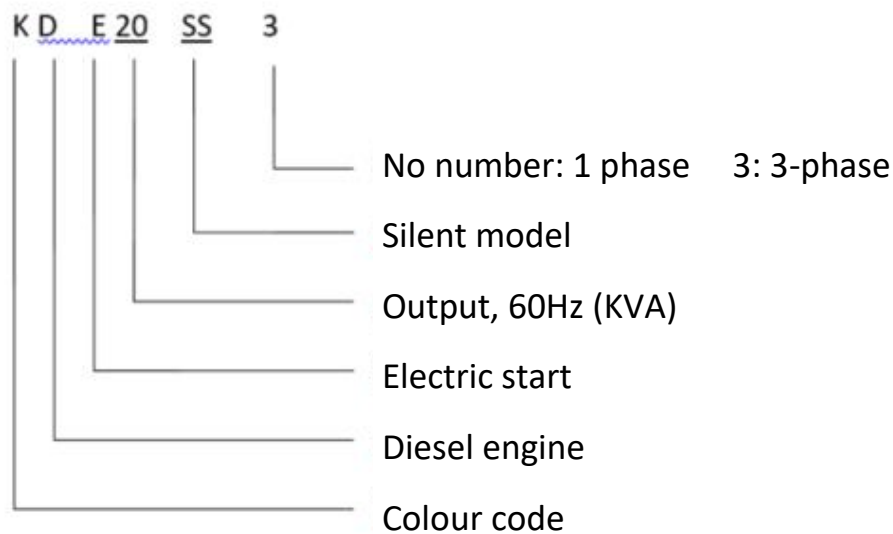 K D E 20 SS 3
No number: 1 phase 3: 3-phase
Silent model
Output, 60Hz (KVA)
Electric start
Diesel engine
Colour code